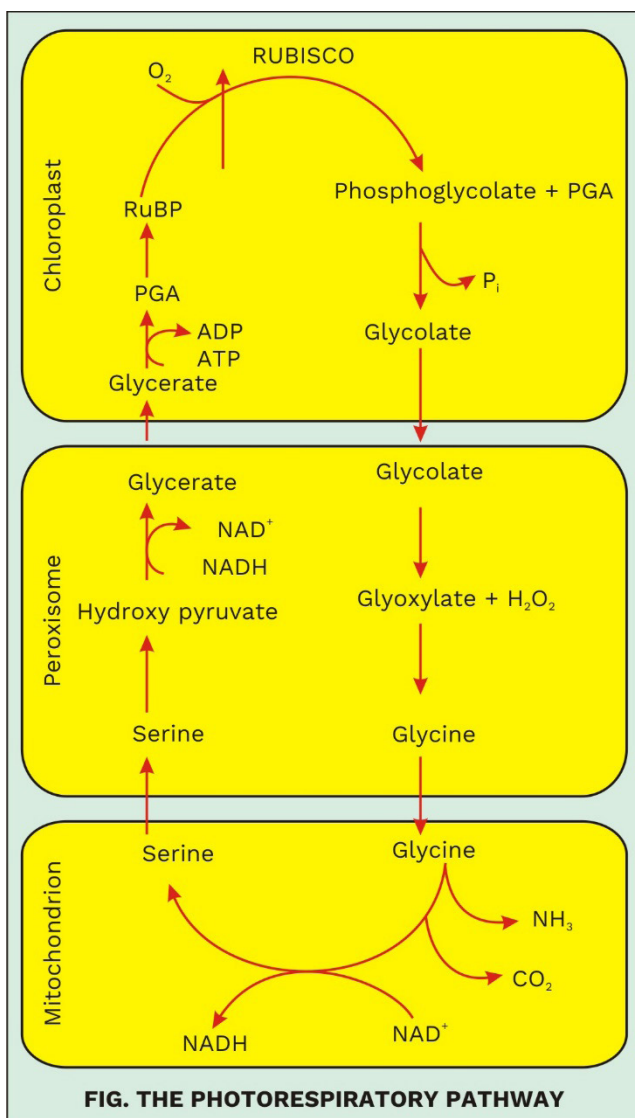 RUBISCO
O₂
Chloroplast
RuBP
Phosphoglycolate + PGA
Pᵢ
PGA
ADP
ATP
Glycolate
Glycerate
Peroxisome
Glycerate
Glycolate
NAD⁺
NADH
Hydroxy pyruvate
Glyoxylate + H₂O₂
Serine
Glycine
Mitochondrion
Serine
Glycine
NH₃
CO₂
NADH
NAD⁺
FIG. THE PHOTORESPIRATORY PATHWAY